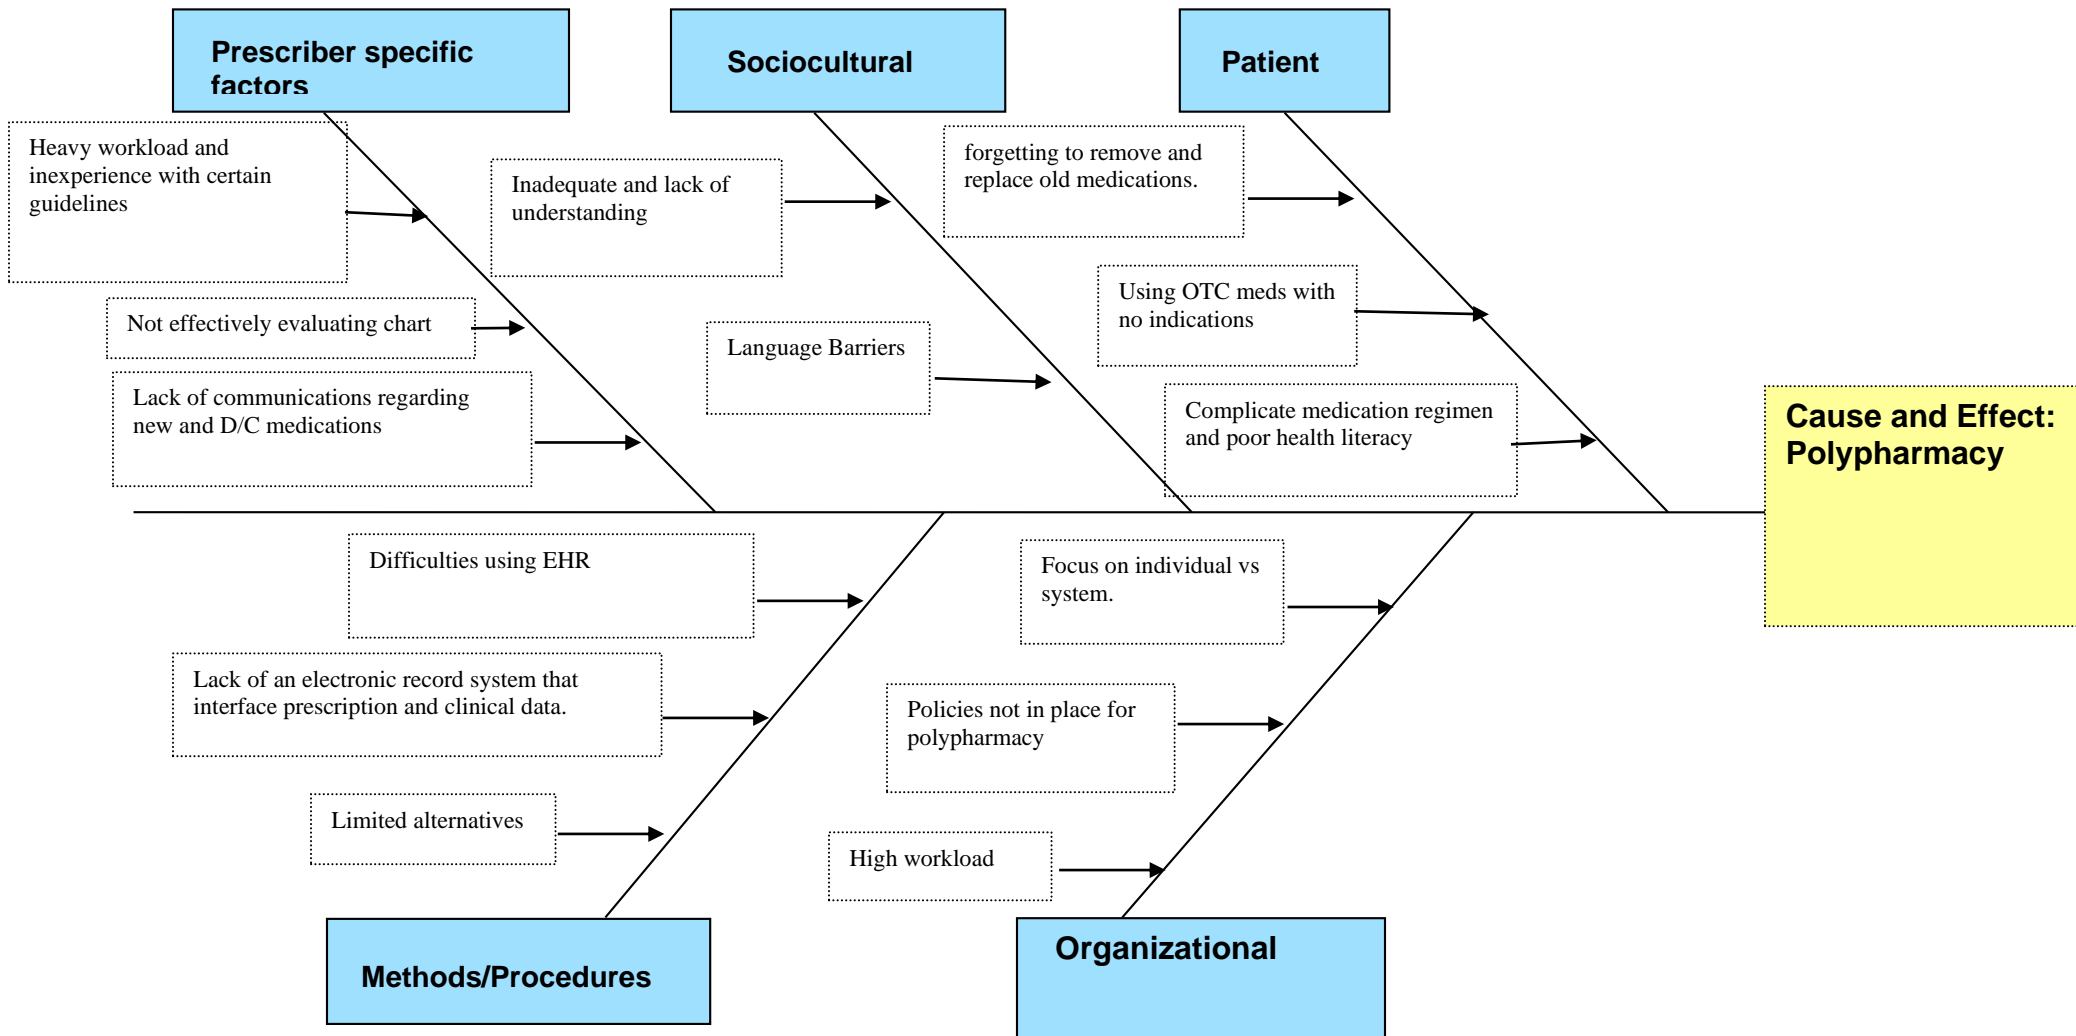 Prescriber specific
factors
Sociocultural
Patient
Heavy workload and
inexperience with certain
guidelines
Not effectively evaluating chart
Lack of communications regarding
new and D/C medications
Inadequate and lack of
understanding
Language Barriers
forgetting to remove and
replace old medications.
Using OTC meds with
no indications
Complicate medication regimen
and poor health literacy
Cause and Effect:
Polypharmacy
Difficulties using EHR
Lack of an electronic record system that
interface prescription and clinical data.
Limited alternatives
Focus on individual vs
system.
Policies not in place for
polypharmacy
High workload
Methods/Procedures
Organizational